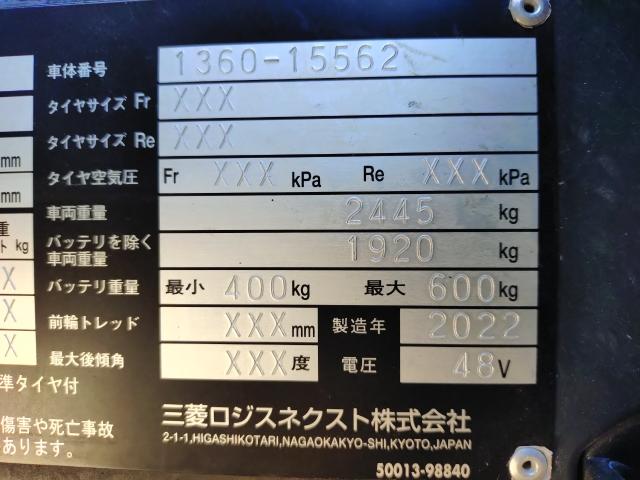 車体番号 1360-15562
タイヤサイズ Fr XXX
タイヤサイズ Re XXX
mm タイヤ空気圧 Fr XXX kPa Re XXX kPa
mm
車両重量 2445 kg
重 バッテリを除く車両重量 1920 kg
ト kg
X バッテリ重量 最小 400 kg 最大 600 kg
X 前輪トレッド XXX mm 製造年 2022
X 最大後傾角 XXX 度 電圧 48 V
準タイヤ付
傷害や死亡事故
あります。
三菱ロジスネクスト株式会社
2-1-1,HIGASHIKOTARI,NAGAOKAKYO-SHI,KYOTO,JAPAN
50013-98840